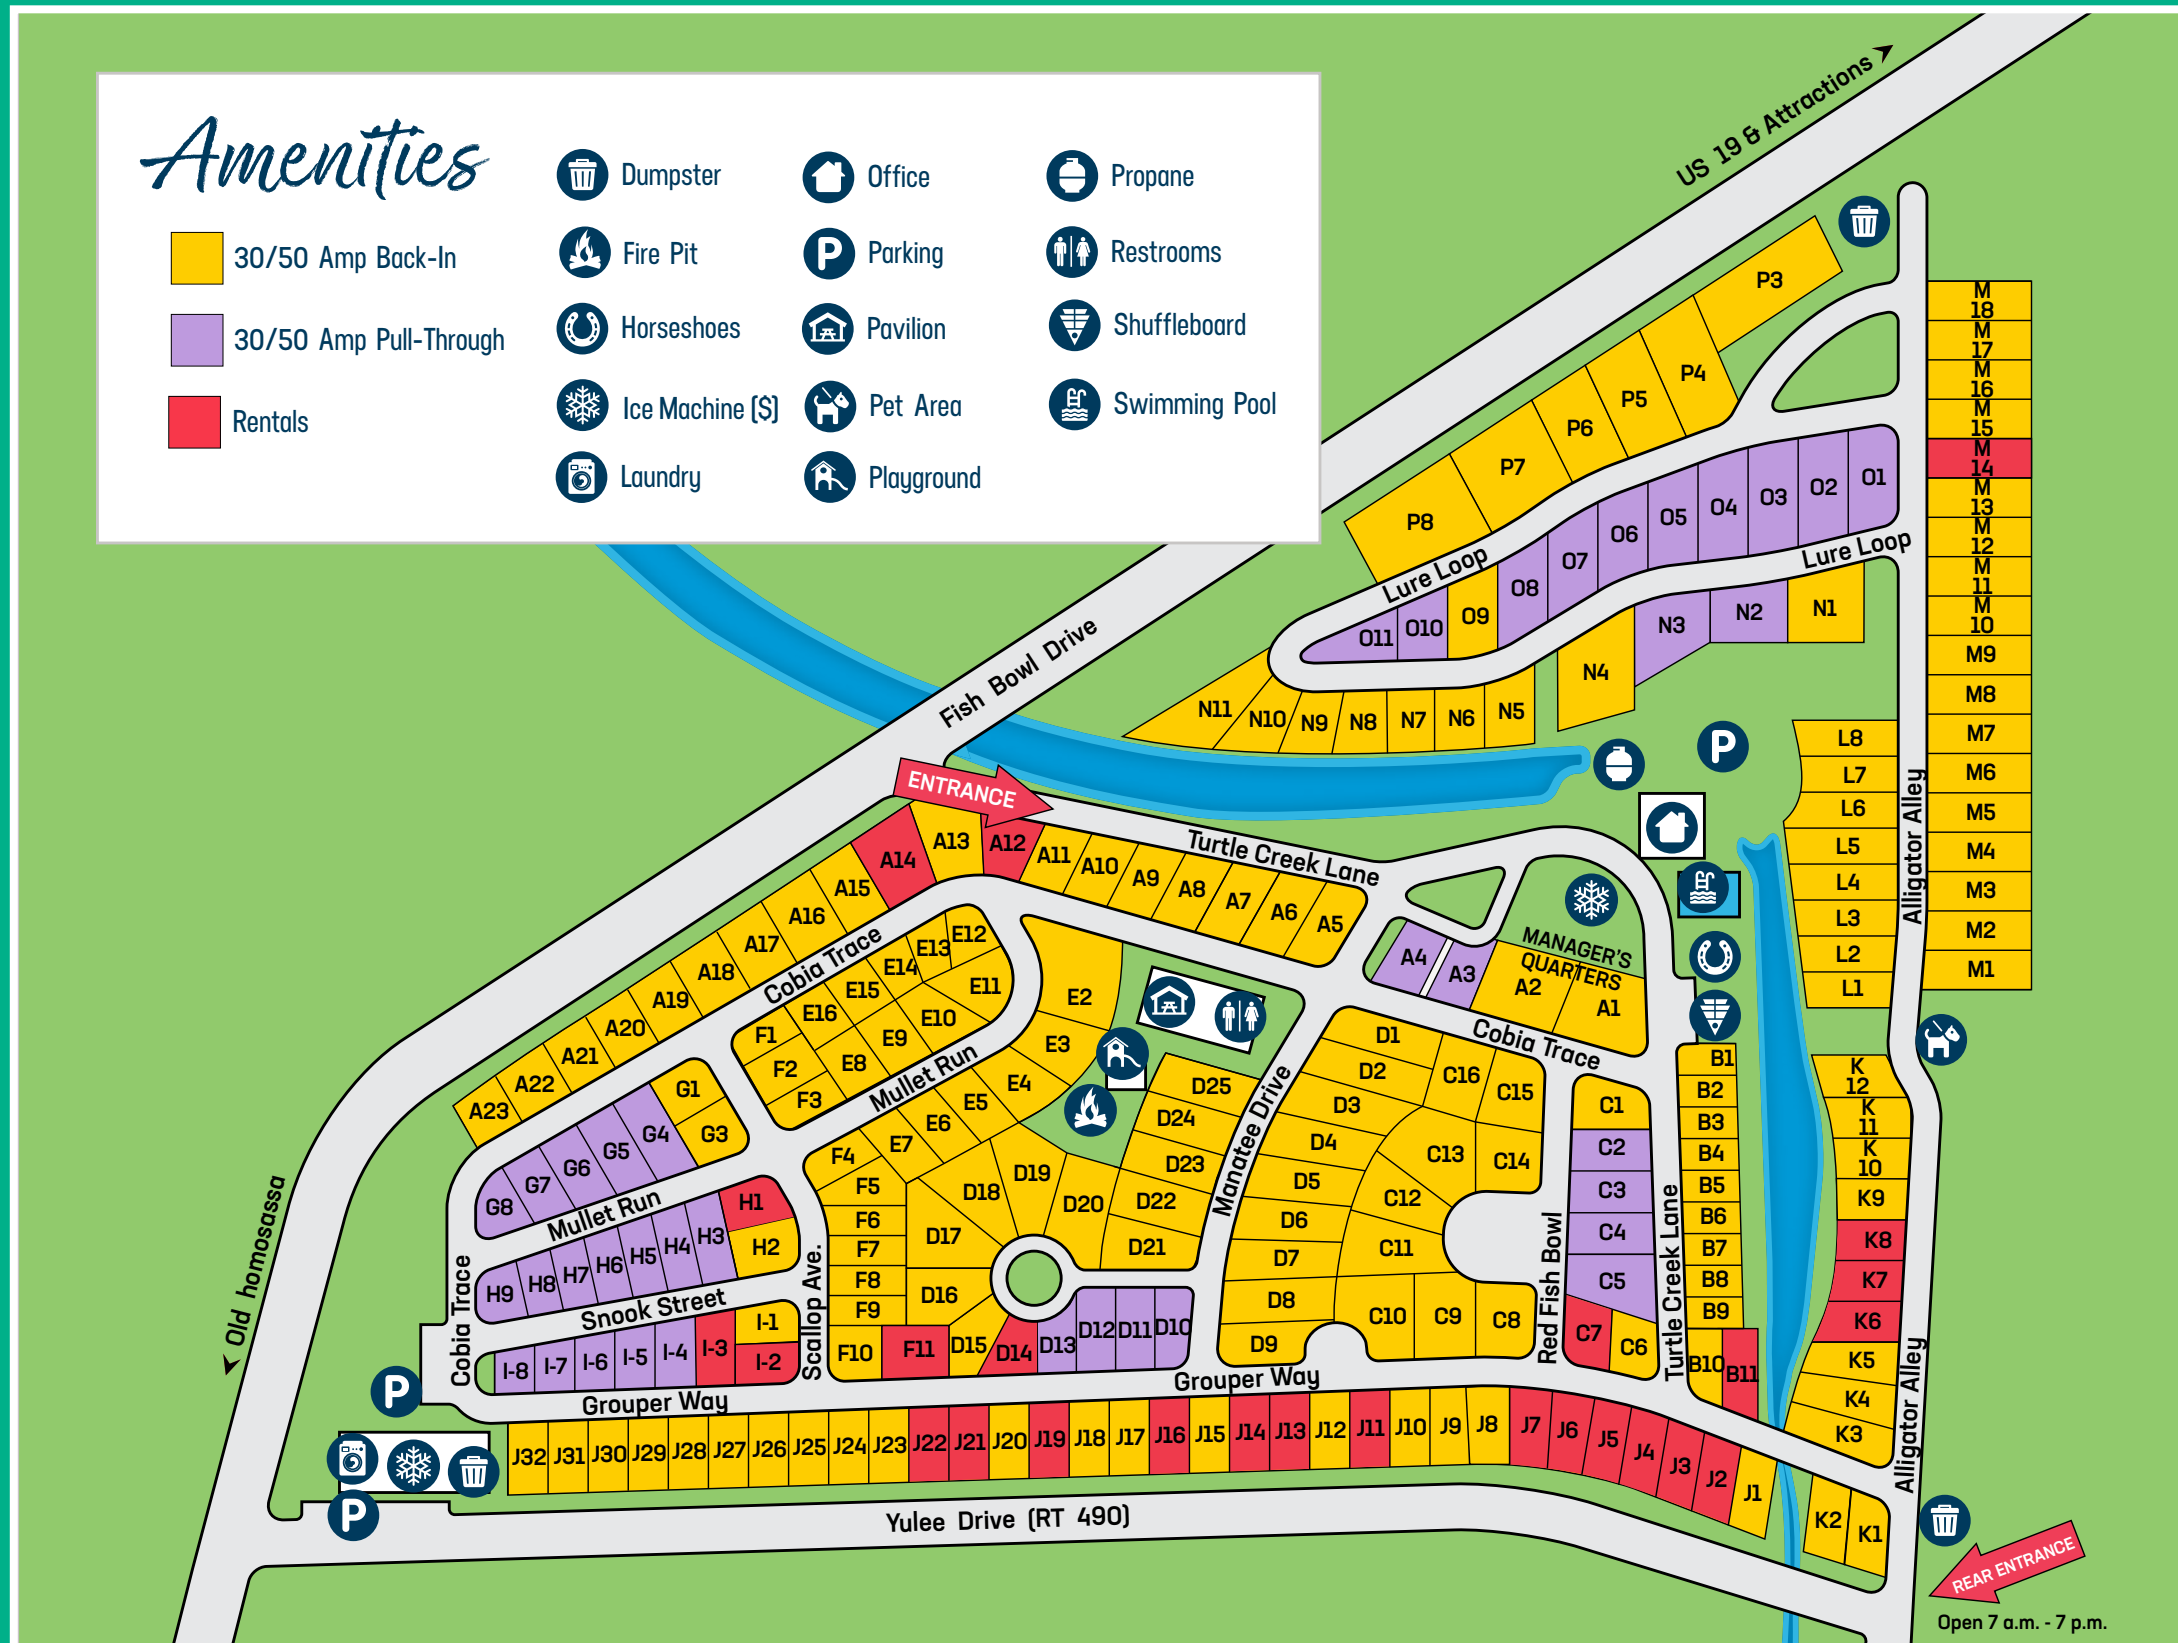 Amenities
30/50 Amp Back-In
30/50 Amp Pull-Through
Rentals
Dumpster
Fire Pit
Horseshoes
Ice Machine ($)
Laundry
Office
Parking
Pavilion
Pet Area
Playground
Propane
Restrooms
Shuffleboard
Swimming Pool
US 19 & Attractions
P3
P4
P5
P6
P7
P8
M
18
M
17
M
16
M
15
M
14
M
13
M
12
M
11
M
10
M9
M8
M7
M6
M5
M4
M3
M2
M1
O1
O2
O3
O4
O5
O6
O7
O8
O9
O10
O11
Lure Loop
Lure Loop
N1
N2
N3
N4
N5
N6
N7
N8
N9
N10
N11
Fish Bowl Drive
ENTRANCE
P
L8
L7
L6
L5
L4
L3
L2
L1
Alligator Alley
Turtle Creek Lane
A14
A13
A12
A11
A10
A9
A8
A7
A6
A5
A4
A3
A2
A1
MANAGER'S
QUARTERS
A15
A16
A17
A18
A19
A20
A21
A22
A23
Cobia Trace
E12
E13
E14
E15
E16
E11
E10
E9
E8
F1
F2
F3
Mullet Run
E2
E3
E4
E5
E6
E7
F4
F5
F6
F7
F8
F9
F10
F11
G1
G3
G4
G5
G6
G7
G8
Mullet Run
H1
H2
H3
H4
H5
H6
H7
H8
H9
Snook Street
I-1
I-2
I-3
I-4
I-5
I-6
I-7
I-8
Cobia Trace
Scallop Ave.
Grouper Way
D25
D24
D23
D22
D21
D20
D19
D18
D17
D16
D15
D14
D13
D12
D11
D10
Manatee Drive
D1
D2
D3
D4
D5
D6
D7
D8
D9
Cobia Trace
C16
C15
C14
C13
C12
C11
C10
C9
C8
Red Fish Bowl
C1
C2
C3
C4
C5
C7
C6
Turtle Creek Lane
B1
B2
B3
B4
B5
B6
B7
B8
B9
B10
B11
K
12
K
11
K
10
K9
K8
K7
K6
K5
K4
K3
K2
K1
Alligator Alley
Grouper Way
J32
J31
J30
J29
J28
J27
J26
J25
J24
J23
J22
J21
J20
J19
J18
J17
J16
J15
J14
J13
J12
J11
J10
J9
J8
J7
J6
J5
J4
J3
J2
J1
Old homosassa
P
P
Yulee Drive (RT 490)
REAR ENTRANCE
Open 7 a.m. - 7 p.m.